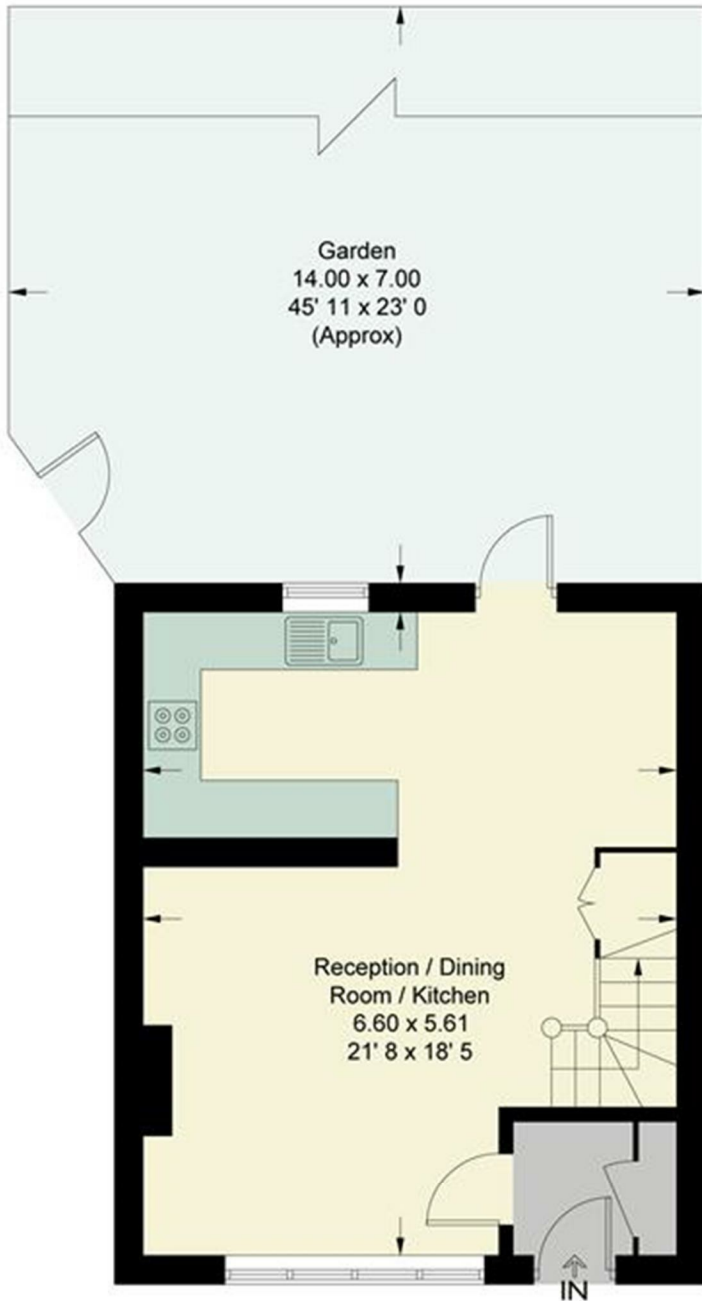 Garden
14.00 x 7.00
45' 11 x 23' 0
(Approx)
Reception / Dining
Room / Kitchen
6.60 x 5.61
21' 8 x 18' 5
IN